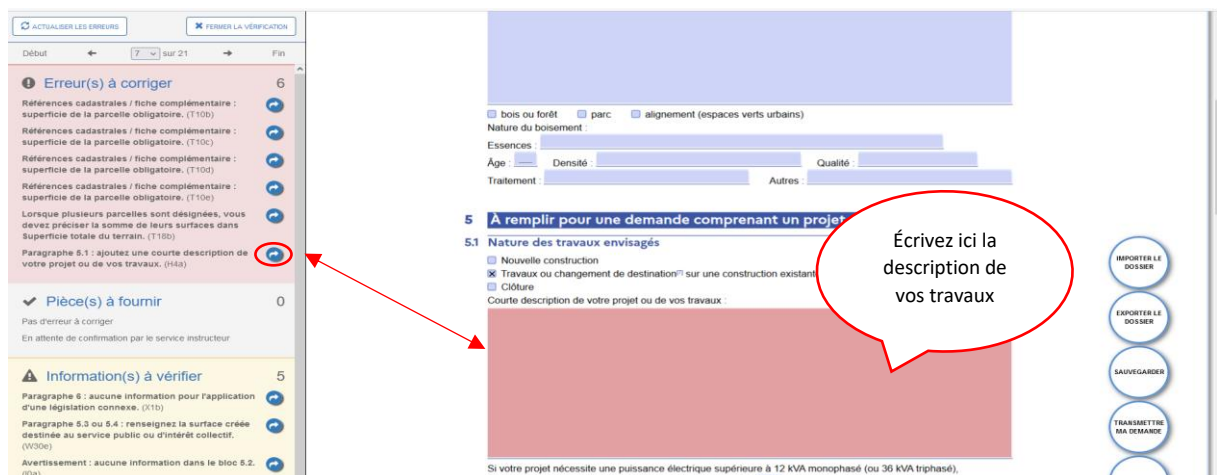 ACTUALISER LES ERREURS
FERMER LA VÉRIFICATION
Début 7 sur 21 Fin
Erreur(s) à corriger 6
Références cadastrales / fiche complémentaire :
superficie de la parcelle obligatoire. (T10b)
Références cadastrales / fiche complémentaire :
superficie de la parcelle obligatoire. (T10c)
Références cadastrales / fiche complémentaire :
superficie de la parcelle obligatoire. (T10d)
Références cadastrales / fiche complémentaire :
superficie de la parcelle obligatoire. (T10e)
Lorsque plusieurs parcelles sont désignées, vous
devez préciser la somme de leurs surfaces dans
Superficie totale du terrain. (T16b)
Paragraphe 5.1 : ajoutez une courte description de
votre projet ou de vos travaux. (H4a)
Pièce(s) à fournir 0
Pas d'erreur à corriger
En attente de confirmation par le service instructeur
Information(s) à vérifier 5
Paragraphe 6 : aucune information pour l'application
d'une législation connexe. (X1b)
Paragraphe 5.3 ou 5.4 : renseignez la surface créée
destinée au service public ou d'intérêt collectif.
(W30e)
Avertissement : aucune information dans le bloc 5.2.
bois ou forêt parc alignement (espaces verts urbains)
Nature du boisement :
Essences :
Âge : Densité : Qualité :
Traitement : Autres :
5 À remplir pour une demande comprenant un projet
5.1 Nature des travaux envisagés
Nouvelle construction
Travaux ou changement de destination sur une construction existant
Clôture
Courte description de votre projet ou de vos travaux :
Si votre projet nécessite une puissance électrique supérieure à 12 kVA monophasé (ou 36 kVA triphasé),
Écrivez ici la
description de
vos travaux
IMPORTER LE
DOSSIER
EXPORTER LE
DOSSIER
SAUVEGARDER
TRANSMETTRE
MA DEMANDE